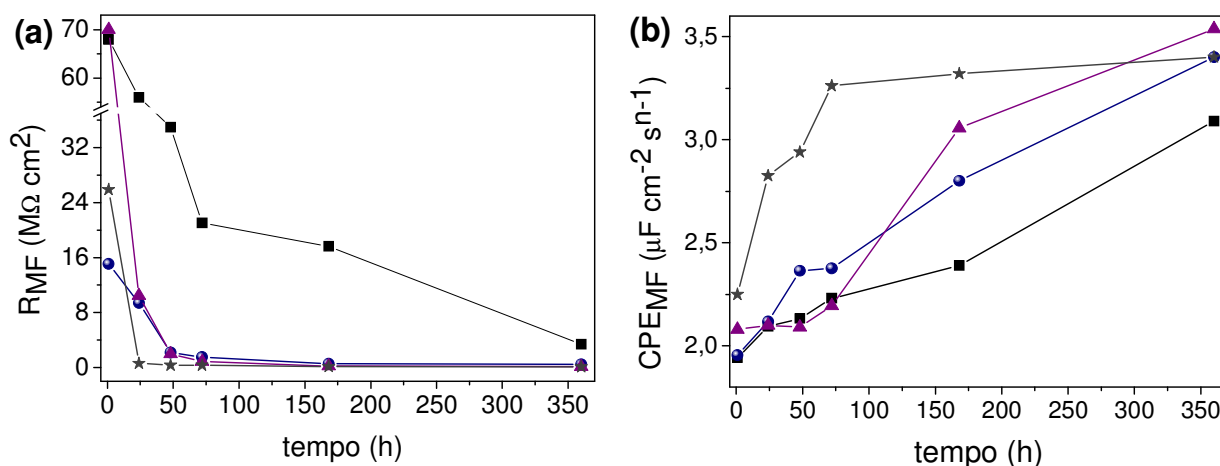 (a)
70
60
32
24
16
8
0
R_MF (MΩ cm²)
0 50 100 150 200 250 300 350
tempo (h)
(b)
3,5
3,0
2,5
2,0
CPE_MF (µF cm⁻² sⁿ⁻¹)
0 50 100 150 200 250 300 350
tempo (h)